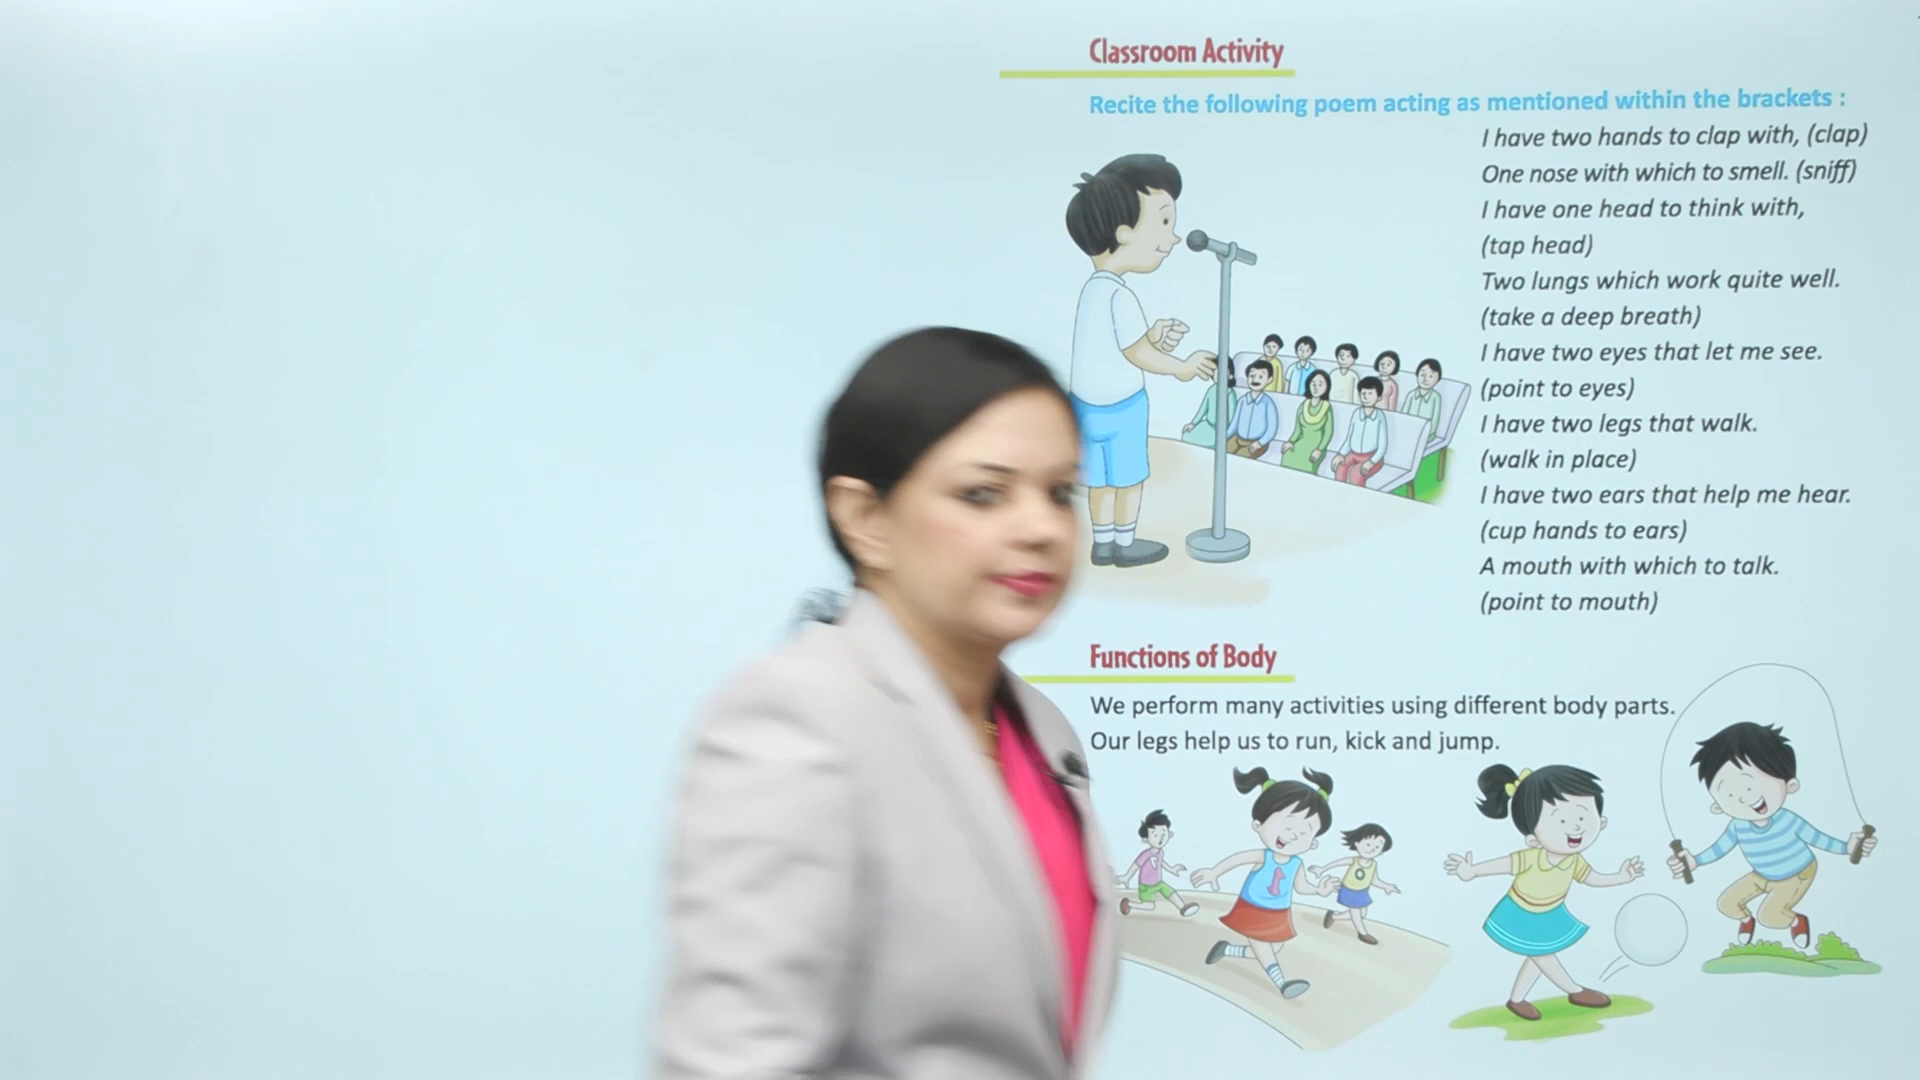 Classroom Activity
Recite the following poem acting as mentioned within the brackets :
I have two hands to clap with, (clap)
One nose with which to smell. (sniff)
I have one head to think with,
(tap head)
Two lungs which work quite well.
(take a deep breath)
I have two eyes that let me see.
(point to eyes)
I have two legs that walk.
(walk in place)
I have two ears that help me hear.
(cup hands to ears)
A mouth with which to talk.
(point to mouth)
Functions of Body
We perform many activities using different body parts.
Our legs help us to run, kick and jump.